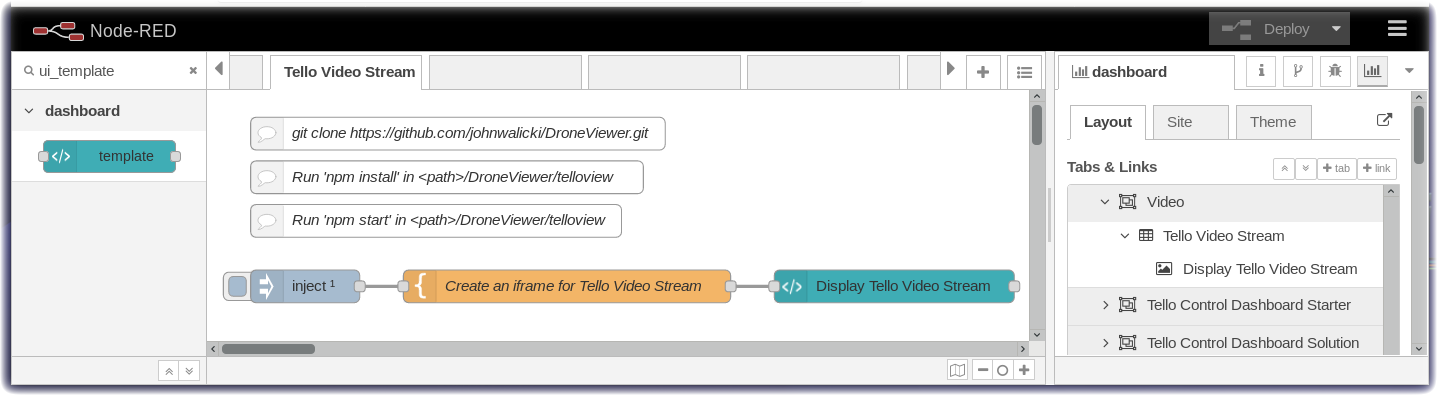 Node-RED
Deploy
ui_template
Tello Video Stream
dashboard
dashboard
template
git clone https://github.com/johnwalicki/DroneViewer.git
Run 'npm install' in <path>/DroneViewer/telloview
Run 'npm start' in <path>/DroneViewer/telloview
inject ¹
Create an iframe for Tello Video Stream
Display Tello Video Stream
Layout
Site
Theme
Tabs & Links
tab
link
Video
Tello Video Stream
Display Tello Video Stream
Tello Control Dashboard Starter
Tello Control Dashboard Solution